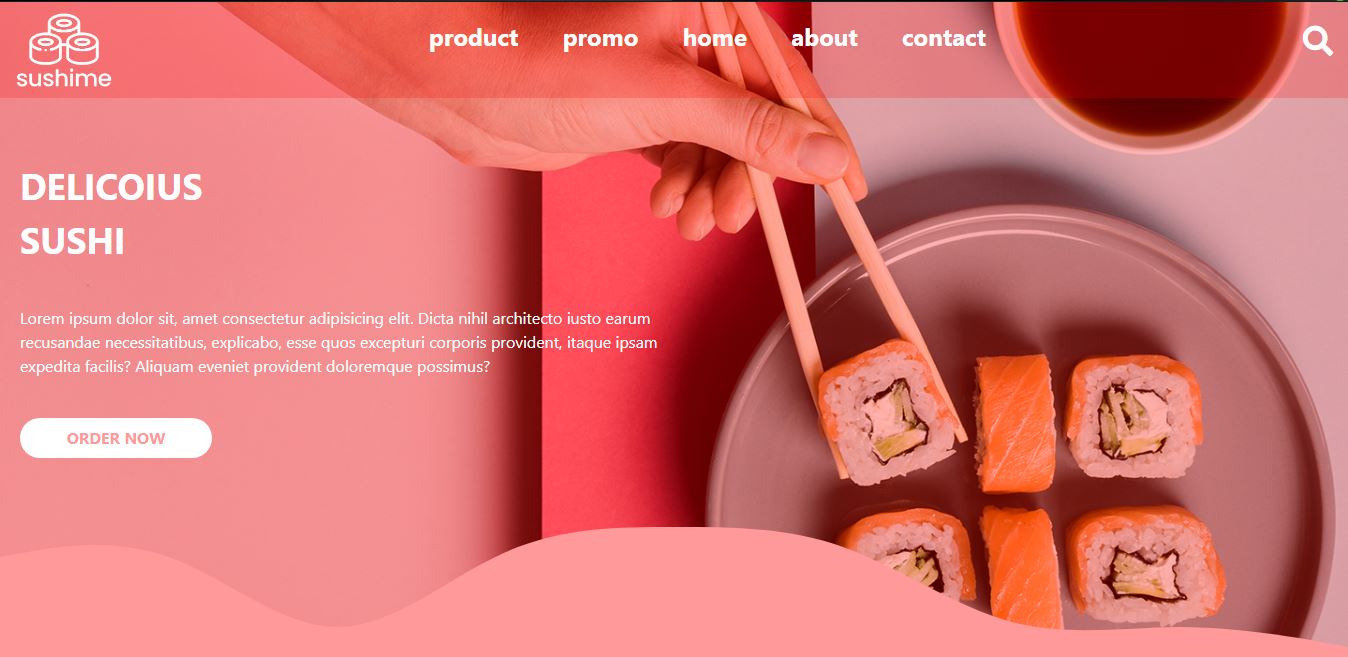 sushime
product promo home about contact
DELICOIUS
SUSHI
Lorem ipsum dolor sit, amet consectetur adipisicing elit. Dicta nihil architecto iusto earum
recusandae necessitatibus, explicabo, esse quos excepturi corporis provident, itaque ipsam
expedita facilis? Aliquam eveniet provident doloremque possimus?
ORDER NOW